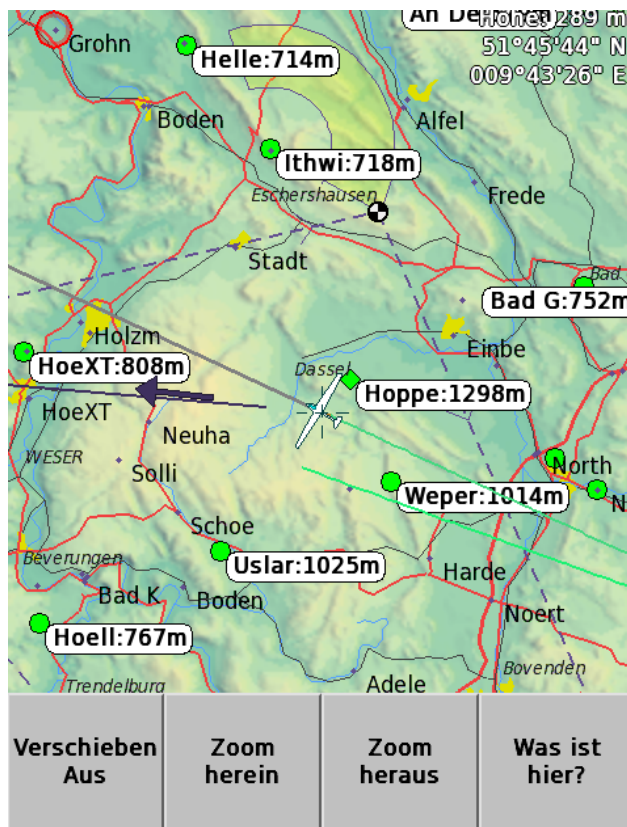 An De
Höhe: 289 m
51°45'44" N
009°43'26" E
Grohn
Helle:714m
Boden
Alfel
Ithwi:718m
Eschershausen
Frede
Stadt
Bad
Bad G:752m
Holzm
Einbe
HoeXT:808m
Dassel
Hoppe:1298m
HoeXT
Neuha
WESER
Solli
North
Weper:1014m
N
Schoe
Beverungen
Uslar:1025m
Harde
Bad K
Boden
Noert
Hoell:767m
Bovenden
Trendelburg
Adele
Verschieben
Aus
Zoom
herein
Zoom
heraus
Was ist
hier?